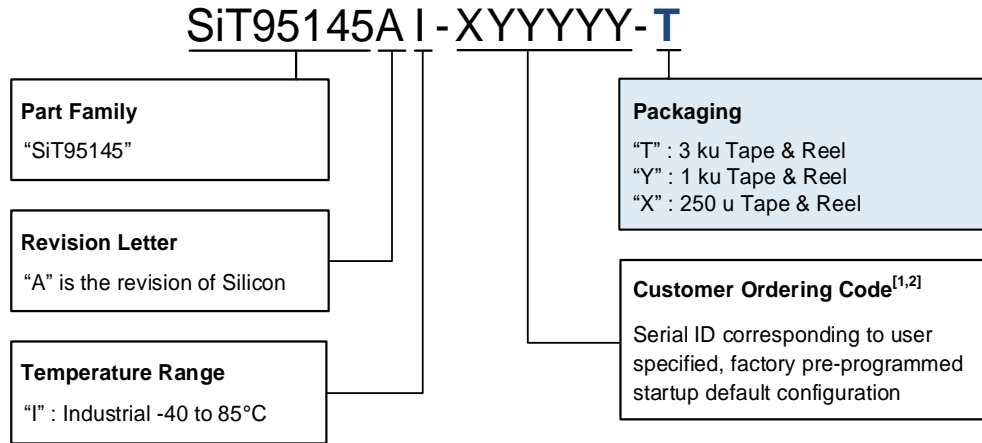 SiT95145AI-XYYYYY-T
Part Family
“SiT95145”
Revision Letter
“A” is the revision of Silicon
Temperature Range
“I” : Industrial -40 to 85°C
Packaging
“T” : 3 ku Tape & Reel
“Y” : 1 ku Tape & Reel
“X” : 250 u Tape & Reel
Customer Ordering Code[1,2]
Serial ID corresponding to user
specified, factory pre-programmed
startup default configuration